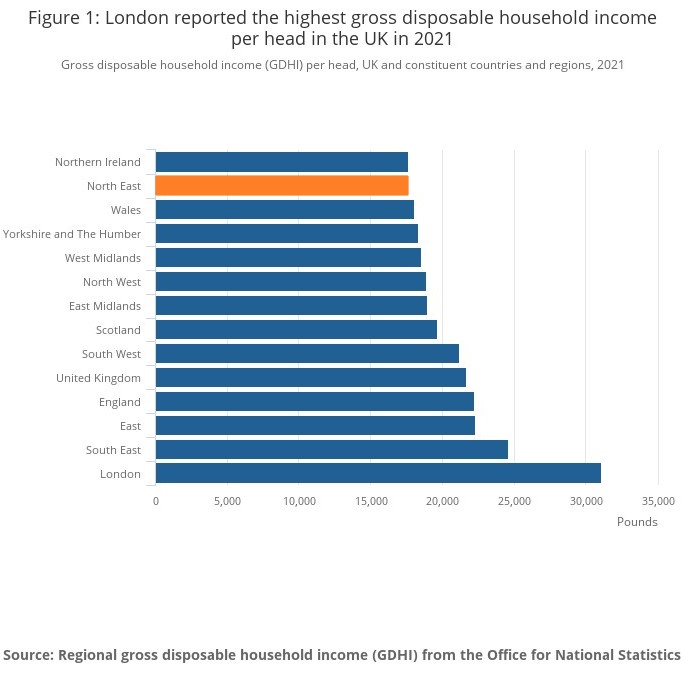 Figure 1: London reported the highest gross disposable household income
per head in the UK in 2021
Gross disposable household income (GDHI) per head, UK and constituent countries and regions, 2021
Northern Ireland
North East
Wales
Yorkshire and The Humber
West Midlands
North West
East Midlands
Scotland
South West
United Kingdom
England
East
South East
London
0 5,000 10,000 15,000 20,000 25,000 30,000 35,000
Pounds
Source: Regional gross disposable household income (GDHI) from the Office for National Statistics